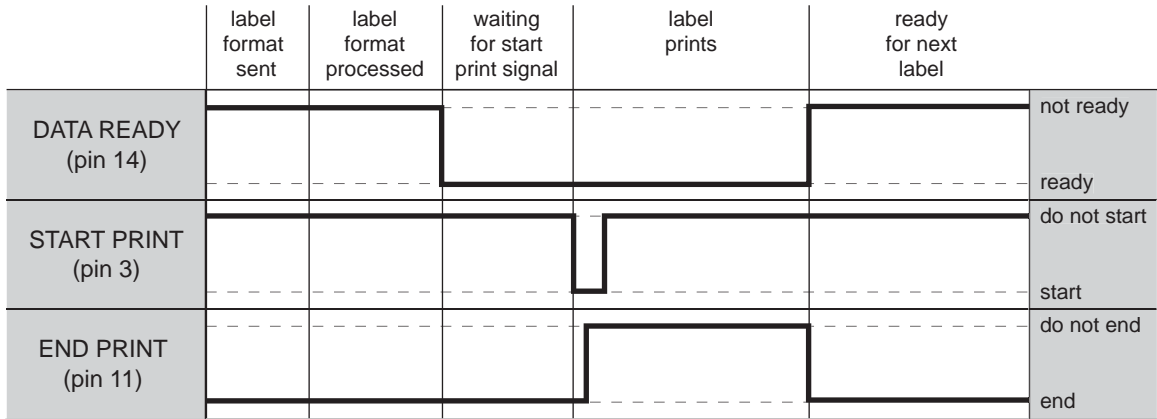 label
format
sent
label
format
processed
waiting
for start
print signal
label
prints
ready
for next
label
DATA READY
(pin 14)
not ready
ready
START PRINT
(pin 3)
do not start
start
END PRINT
(pin 11)
do not end
end